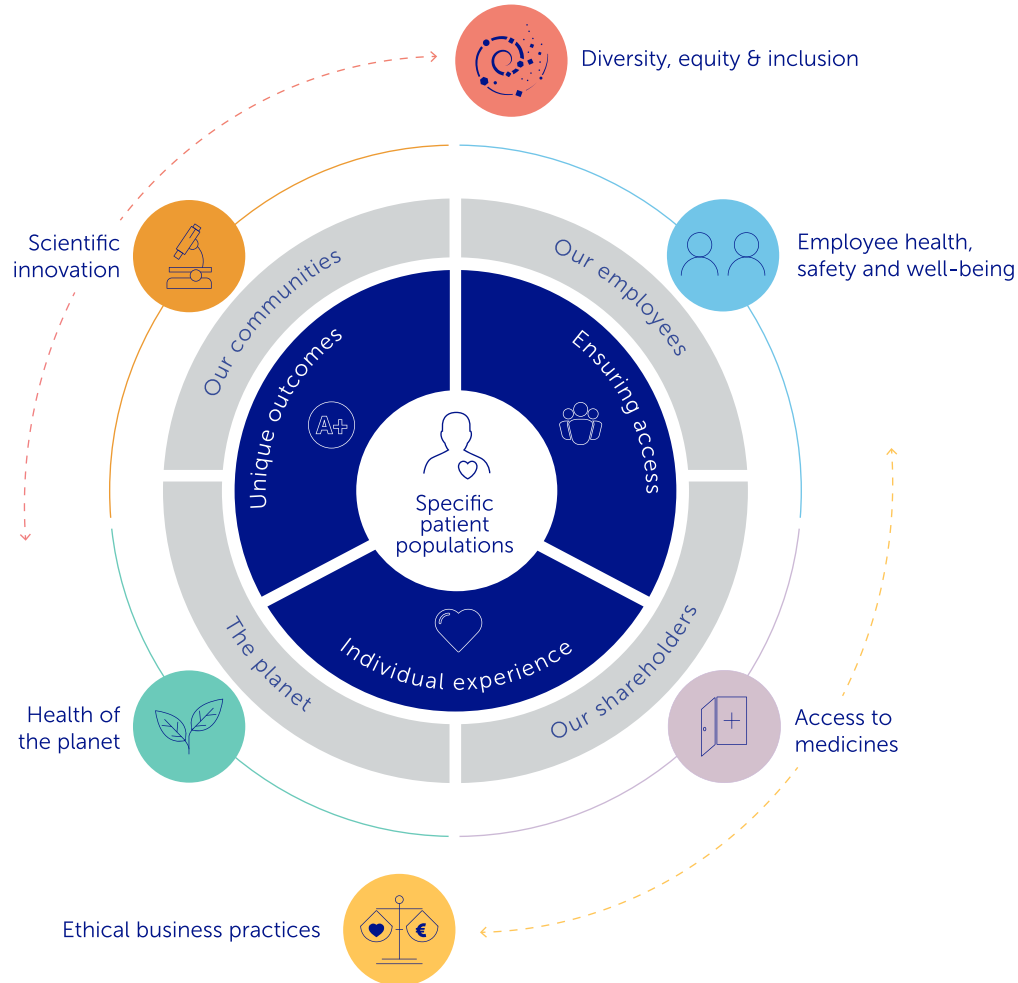 Diversity, equity & inclusion
Scientific
innovation
Employee health,
safety and well-being
Our communities
Our employees
Unique outcomes
A+
Ensuring access
Specific
patient
populations
Individual experience
The planet
Our shareholders
Health of
the planet
Access to
medicines
Ethical business practices
€